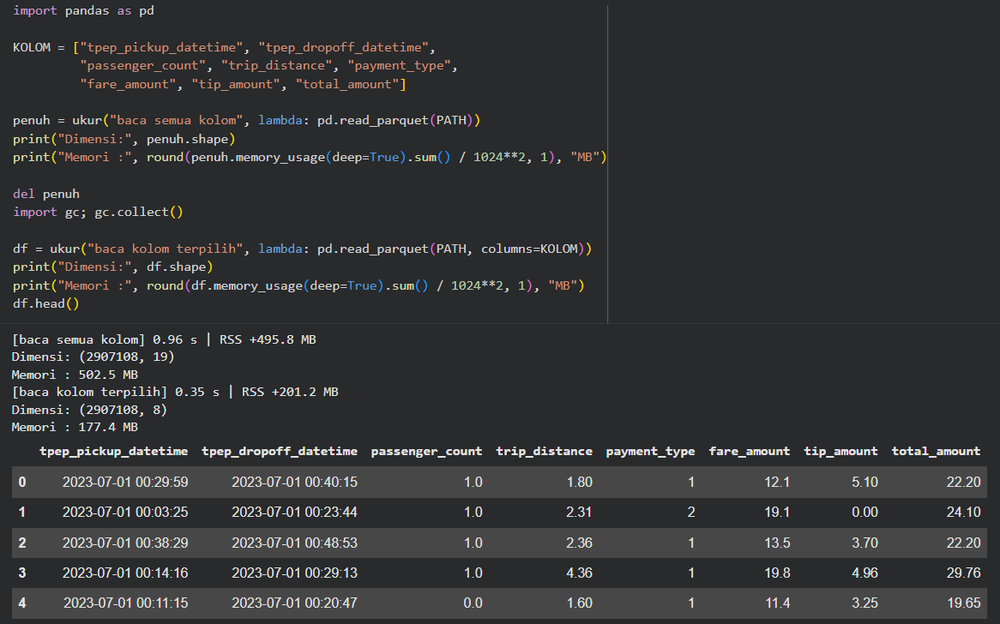 import pandas as pd
KOLOM = ["tpep_pickup_datetime", "tpep_dropoff_datetime",
"passenger_count", "trip_distance", "payment_type",
"fare_amount", "tip_amount", "total_amount"]
penuh = ukur("baca semua kolom", lambda: pd.read_parquet(PATH))
print("Dimensi:", penuh.shape)
print("Memori :", round(penuh.memory_usage(deep=True).sum() / 1024**2, 1), "MB")
del penuh
import gc; gc.collect()
df = ukur("baca kolom terpilih", lambda: pd.read_parquet(PATH, columns=KOLOM))
print("Dimensi:", df.shape)
print("Memori :", round(df.memory_usage(deep=True).sum() / 1024**2, 1), "MB")
df.head()
[baca semua kolom] 0.96 s | RSS +495.8 MB
Dimensi: (2907108, 19)
Memori : 502.5 MB
[baca kolom terpilih] 0.35 s | RSS +201.2 MB
Dimensi: (2907108, 8)
Memori : 177.4 MB
tpep_pickup_datetime tpep_dropoff_datetime passenger_count trip_distance payment_type fare_amount tip_amount total_amount
0 2023-07-01 00:29:59 2023-07-01 00:40:15 1.0 1.80 1 12.1 5.10 22.20
1 2023-07-01 00:03:25 2023-07-01 00:23:44 1.0 2.31 2 19.1 0.00 24.10
2 2023-07-01 00:38:29 2023-07-01 00:48:53 1.0 2.36 1 13.5 3.70 22.20
3 2023-07-01 00:14:16 2023-07-01 00:29:13 1.0 4.36 1 19.8 4.96 29.76
4 2023-07-01 00:11:15 2023-07-01 00:20:47 0.0 1.60 1 11.4 3.25 19.65